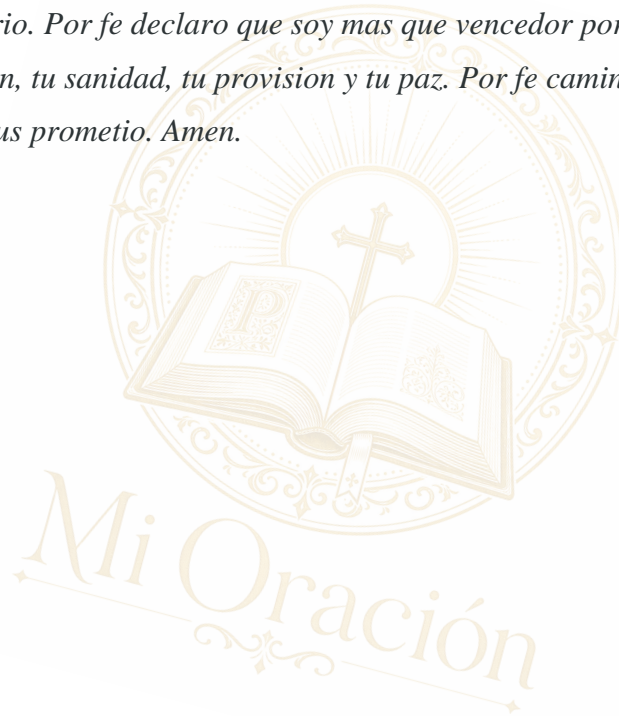 rio. Por fe declaro que soy mas que vencedor por
n, tu sanidad, tu provision y tu paz. Por fe camin
us prometio. Amen.
P
Mi Oración